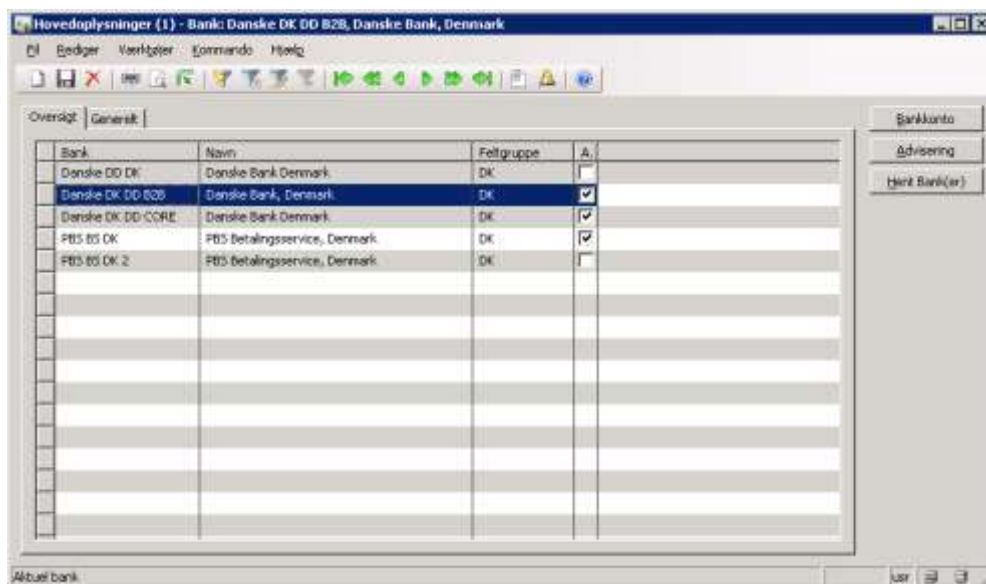 Hovedoplysninger (1) - Bank: Danske DK DD B2B, Danske Bank, Denmark
Fil Rediger Værktøjer Kommando Hjælp
Oversigt Generelt
Bankkonto
Advisering
Hent Bank(er)
Bank Navn Feltgruppe A.
Danske DD DK Danske Bank Denmark DK
Danske DK DD B2B Danske Bank, Denmark DK
Danske DK DD CORE Danske Bank Denmark DK
PBS BS DK PBS Betalingsservice, Denmark DK
PBS BS DK 2 PBS Betalingsservice, Denmark DK
Aktuel bank
usr